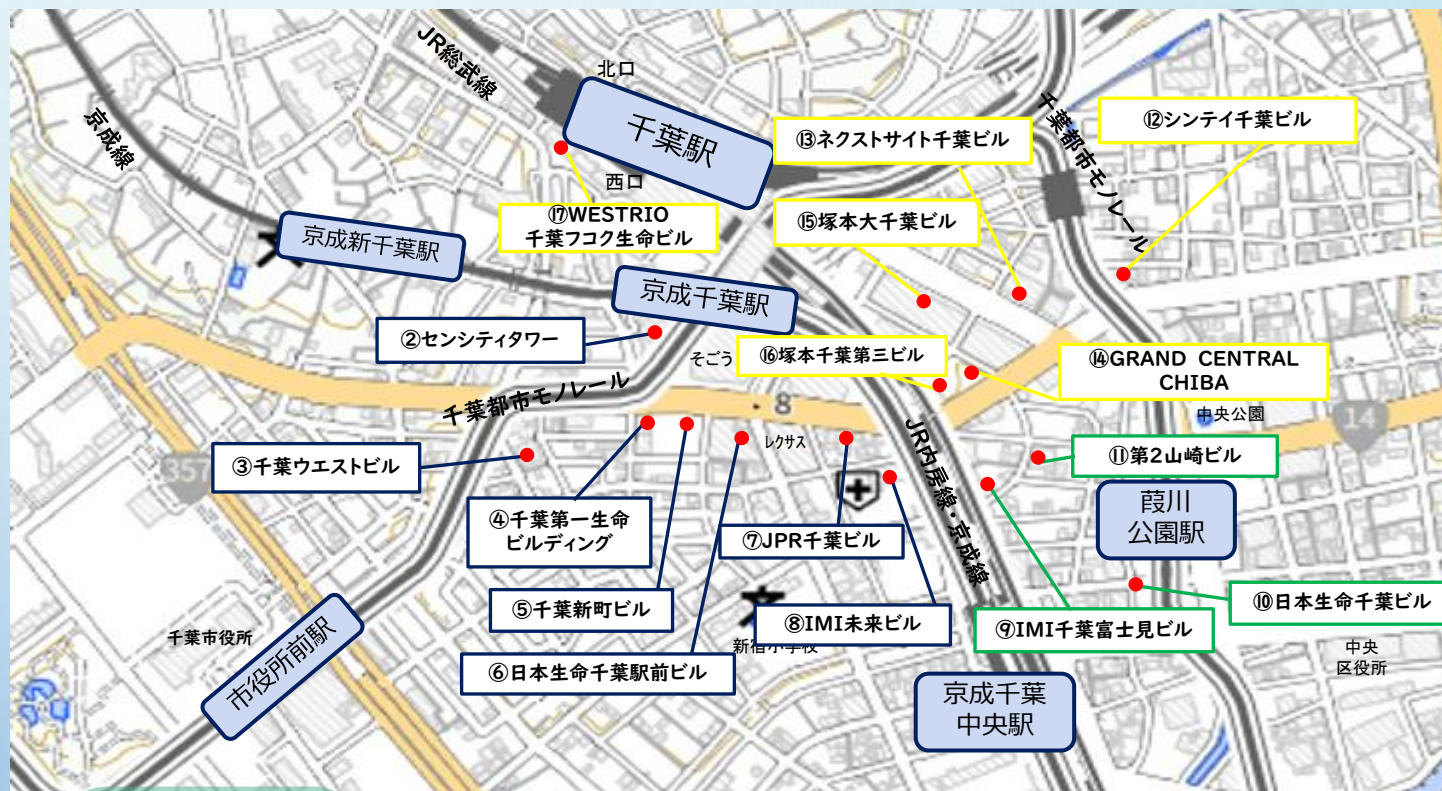 JR総武線
北口
千葉駅
西口
京成線
千葉都市モノレール
⑫シンテイ千葉ビル
⑬ネクストサイト千葉ビル
⑰WESTRIO
千葉フコク生命ビル
⑮塚本大千葉ビル
京成新千葉駅
京成千葉駅
②センシティタワー
そごう
⑯塚本千葉第三ビル
⑭GRAND CENTRAL
CHIBA
千葉都市モノレール
8
中央公園
14
レクサス
JR内房線・京成線
③千葉ウエストビル
357
⑪第2山崎ビル
④千葉第一生命
ビルディング
⑦JPR千葉ビル
葭川
公園駅
⑤千葉新町ビル
⑧IMI未来ビル
⑨IMI千葉富士見ビル
⑩日本生命千葉ビル
千葉市役所
市役所前駅
新宿小学校
⑥日本生命千葉駅前ビル
中央
区役所
京成千葉
中央駅